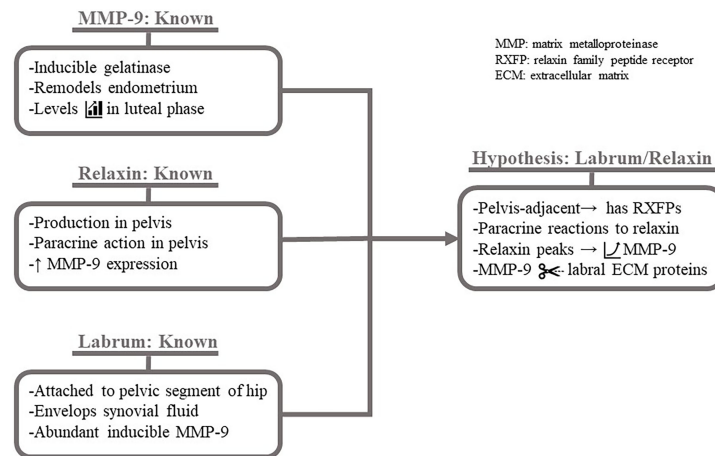 MMP-9: Known
-Inducible gelatinase
-Remodels endometrium
-Levels in luteal phase
Relaxin: Known
-Production in pelvis
-Paracrine action in pelvis
-↑ MMP-9 expression
Labrum: Known
-Attached to pelvic segment of hip
-Envelops synovial fluid
-Abundant inducible MMP-9
MMP: matrix metalloproteinase
RXFP: relaxin family peptide receptor
ECM: extracellular matrix
Hypothesis: Labrum/Relaxin
-Pelvis-adjacent→ has RXFPs
-Paracrine reactions to relaxin
-Relaxin peaks → MMP-9
-MMP-9 labral ECM proteins